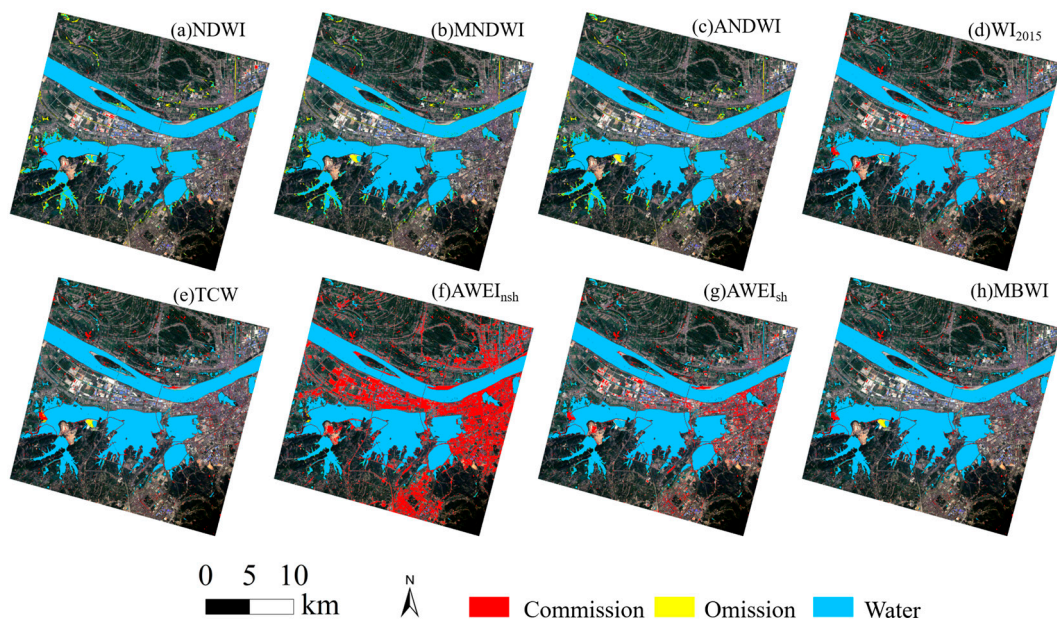 (a)NDWI
(b)MNDWI
(c)ANDWI
(d)WI2015
(e)TCW
(f)AWEInsh
(g)AWEIsh
(h)MBWI
0 5 10
km
N
Commission
Omission
Water